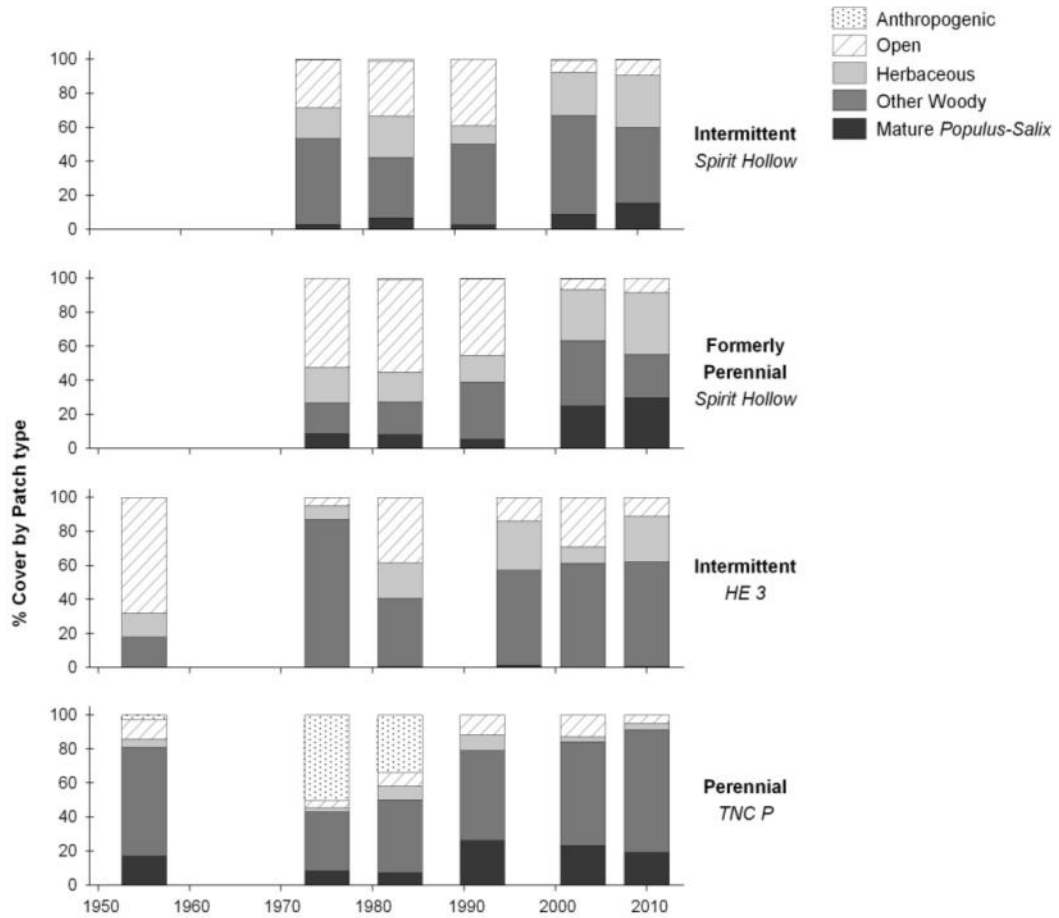 Anthropogenic
Open
Herbaceous
Other Woody
Mature Populus-Salix
% Cover by Patch type
100
80
60
40
20
0
Intermittent
Spirit Hollow
100
80
60
40
20
0
Formerly
Perennial
Spirit Hollow
100
80
60
40
20
0
Intermittent
HE 3
100
80
60
40
20
0
Perennial
TNC P
1950 1960 1970 1980 1990 2000 2010